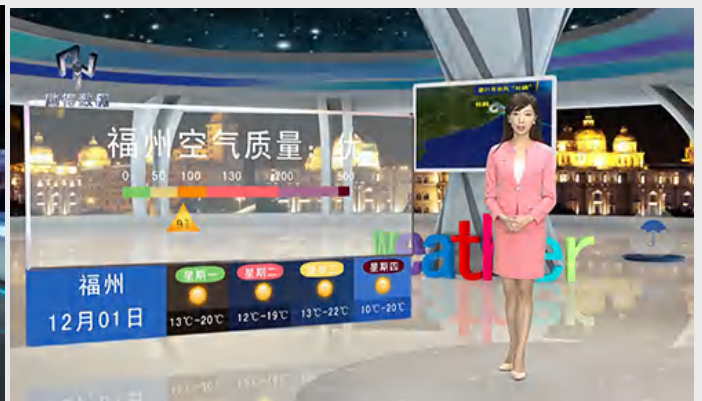 福州空气质量：优
0 50 100 130 200 500
91
福州
12月01日
星期一 星期二 星期三 星期四
13℃-20℃ 12℃-19℃ 13℃-22℃ 10℃-20℃
weather